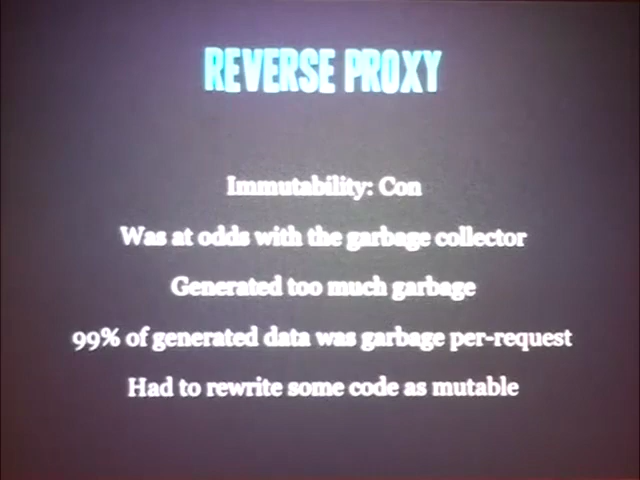 REVERSE PROXY
Immutability: Con
Was at odds with the garbage collector
Generated too much garbage
99% of generated data was garbage per-request
Had to rewrite some code as mutable